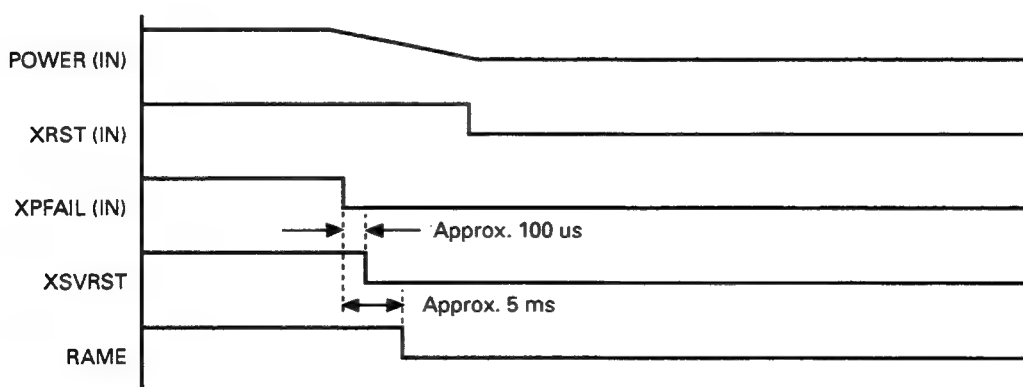 POWER (IN)
XRST (IN)
XPFAIL (IN)
Approx. 100 us
XSVRST
Approx. 5 ms
RAME